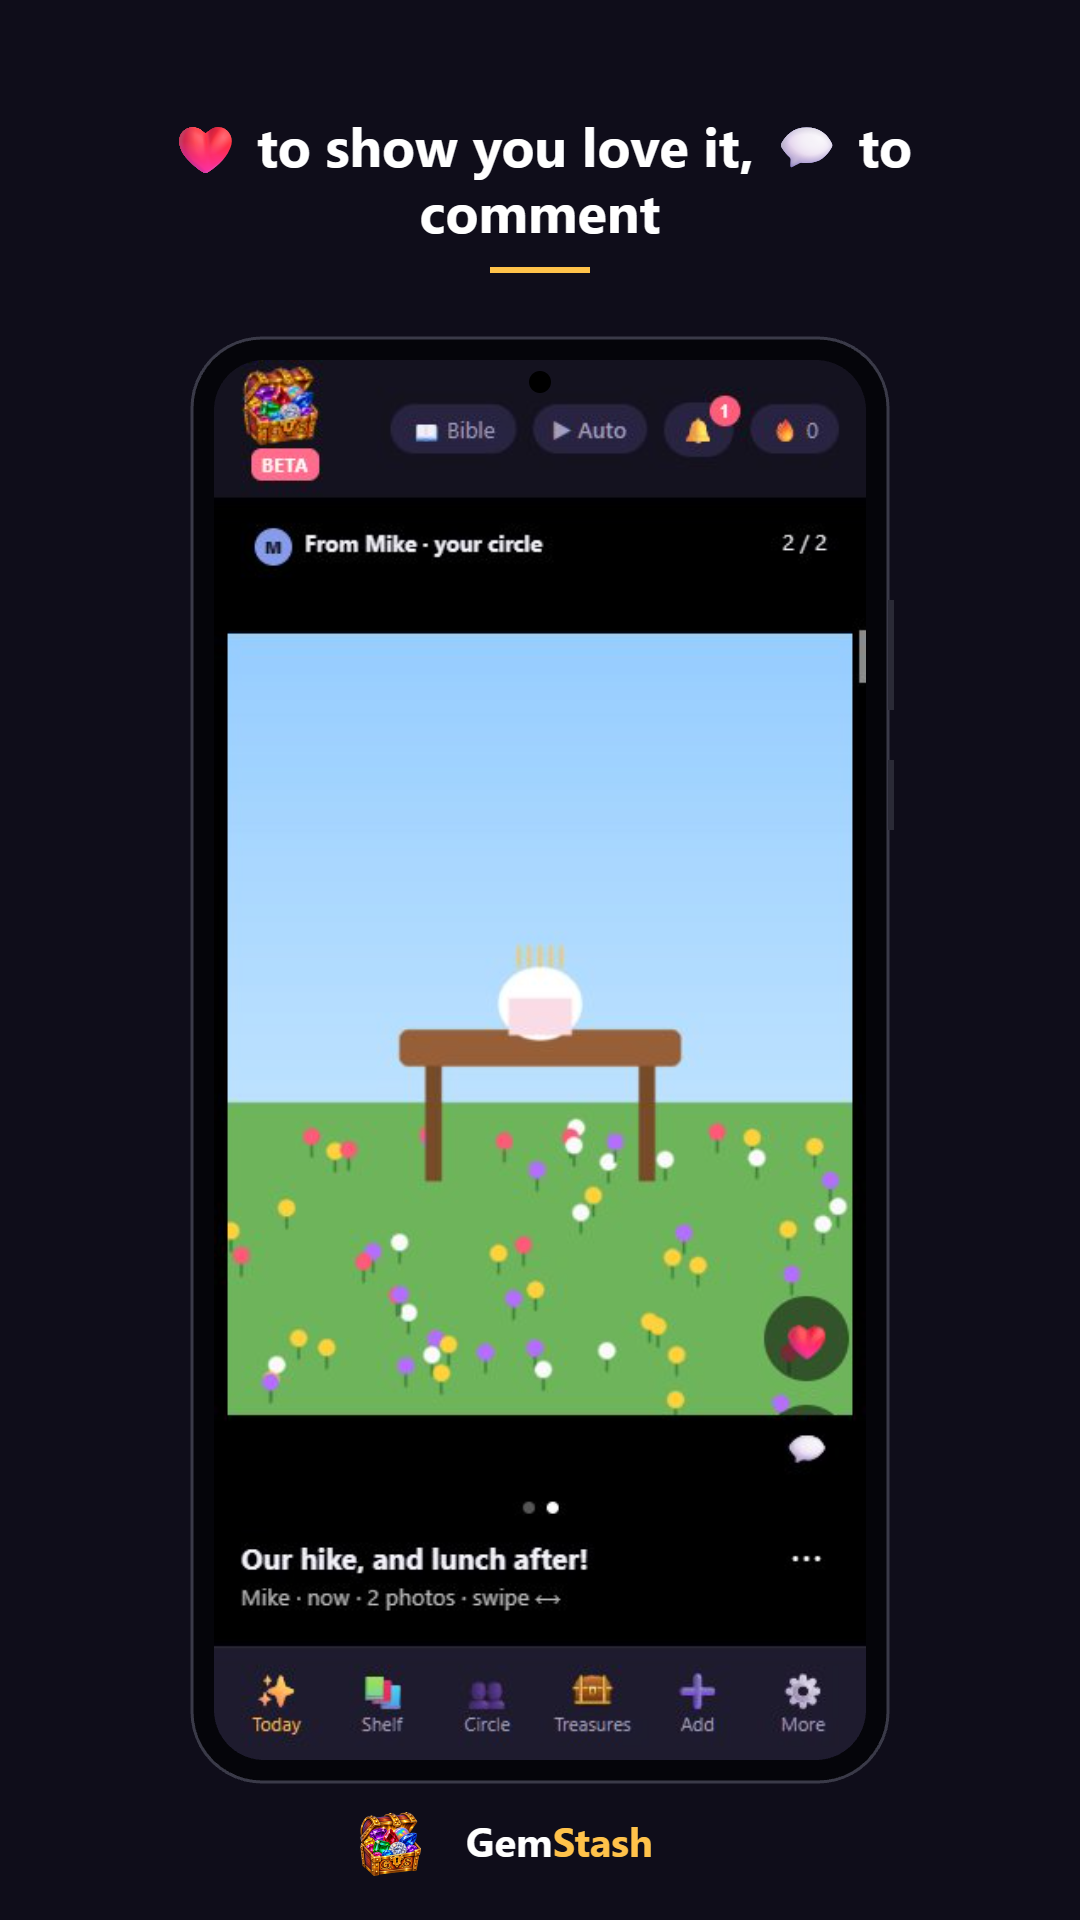 ❤️ to show you love it, 💬 to
comment
BETA
📖 Bible
▶ Auto
🔔 1
🔥 0
M From Mike · your circle
2 / 2
Our hike, and lunch after!
...
Mike · now · 2 photos · swipe ↔
Today
Shelf
Circle
Treasures
Add
More
GemStash